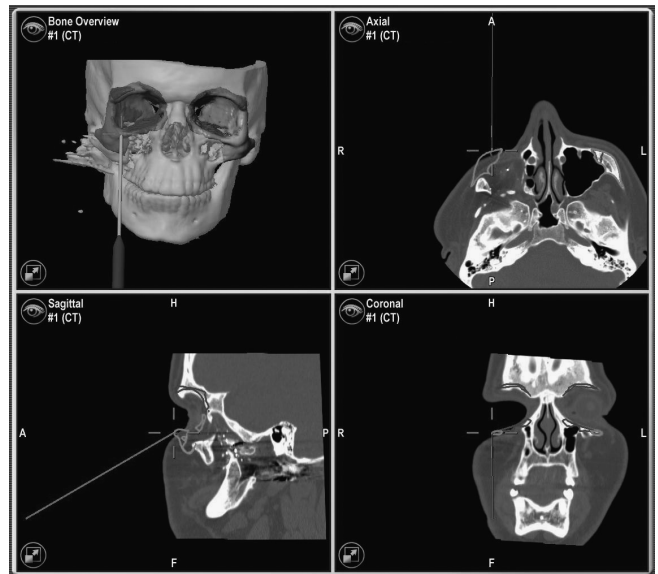 Bone Overview
#1 (CT)
Axial
#1 (CT)
A
R
L
P
Sagittal
#1 (CT)
H
A
P
F
Coronal
#1 (CT)
H
R
L
F